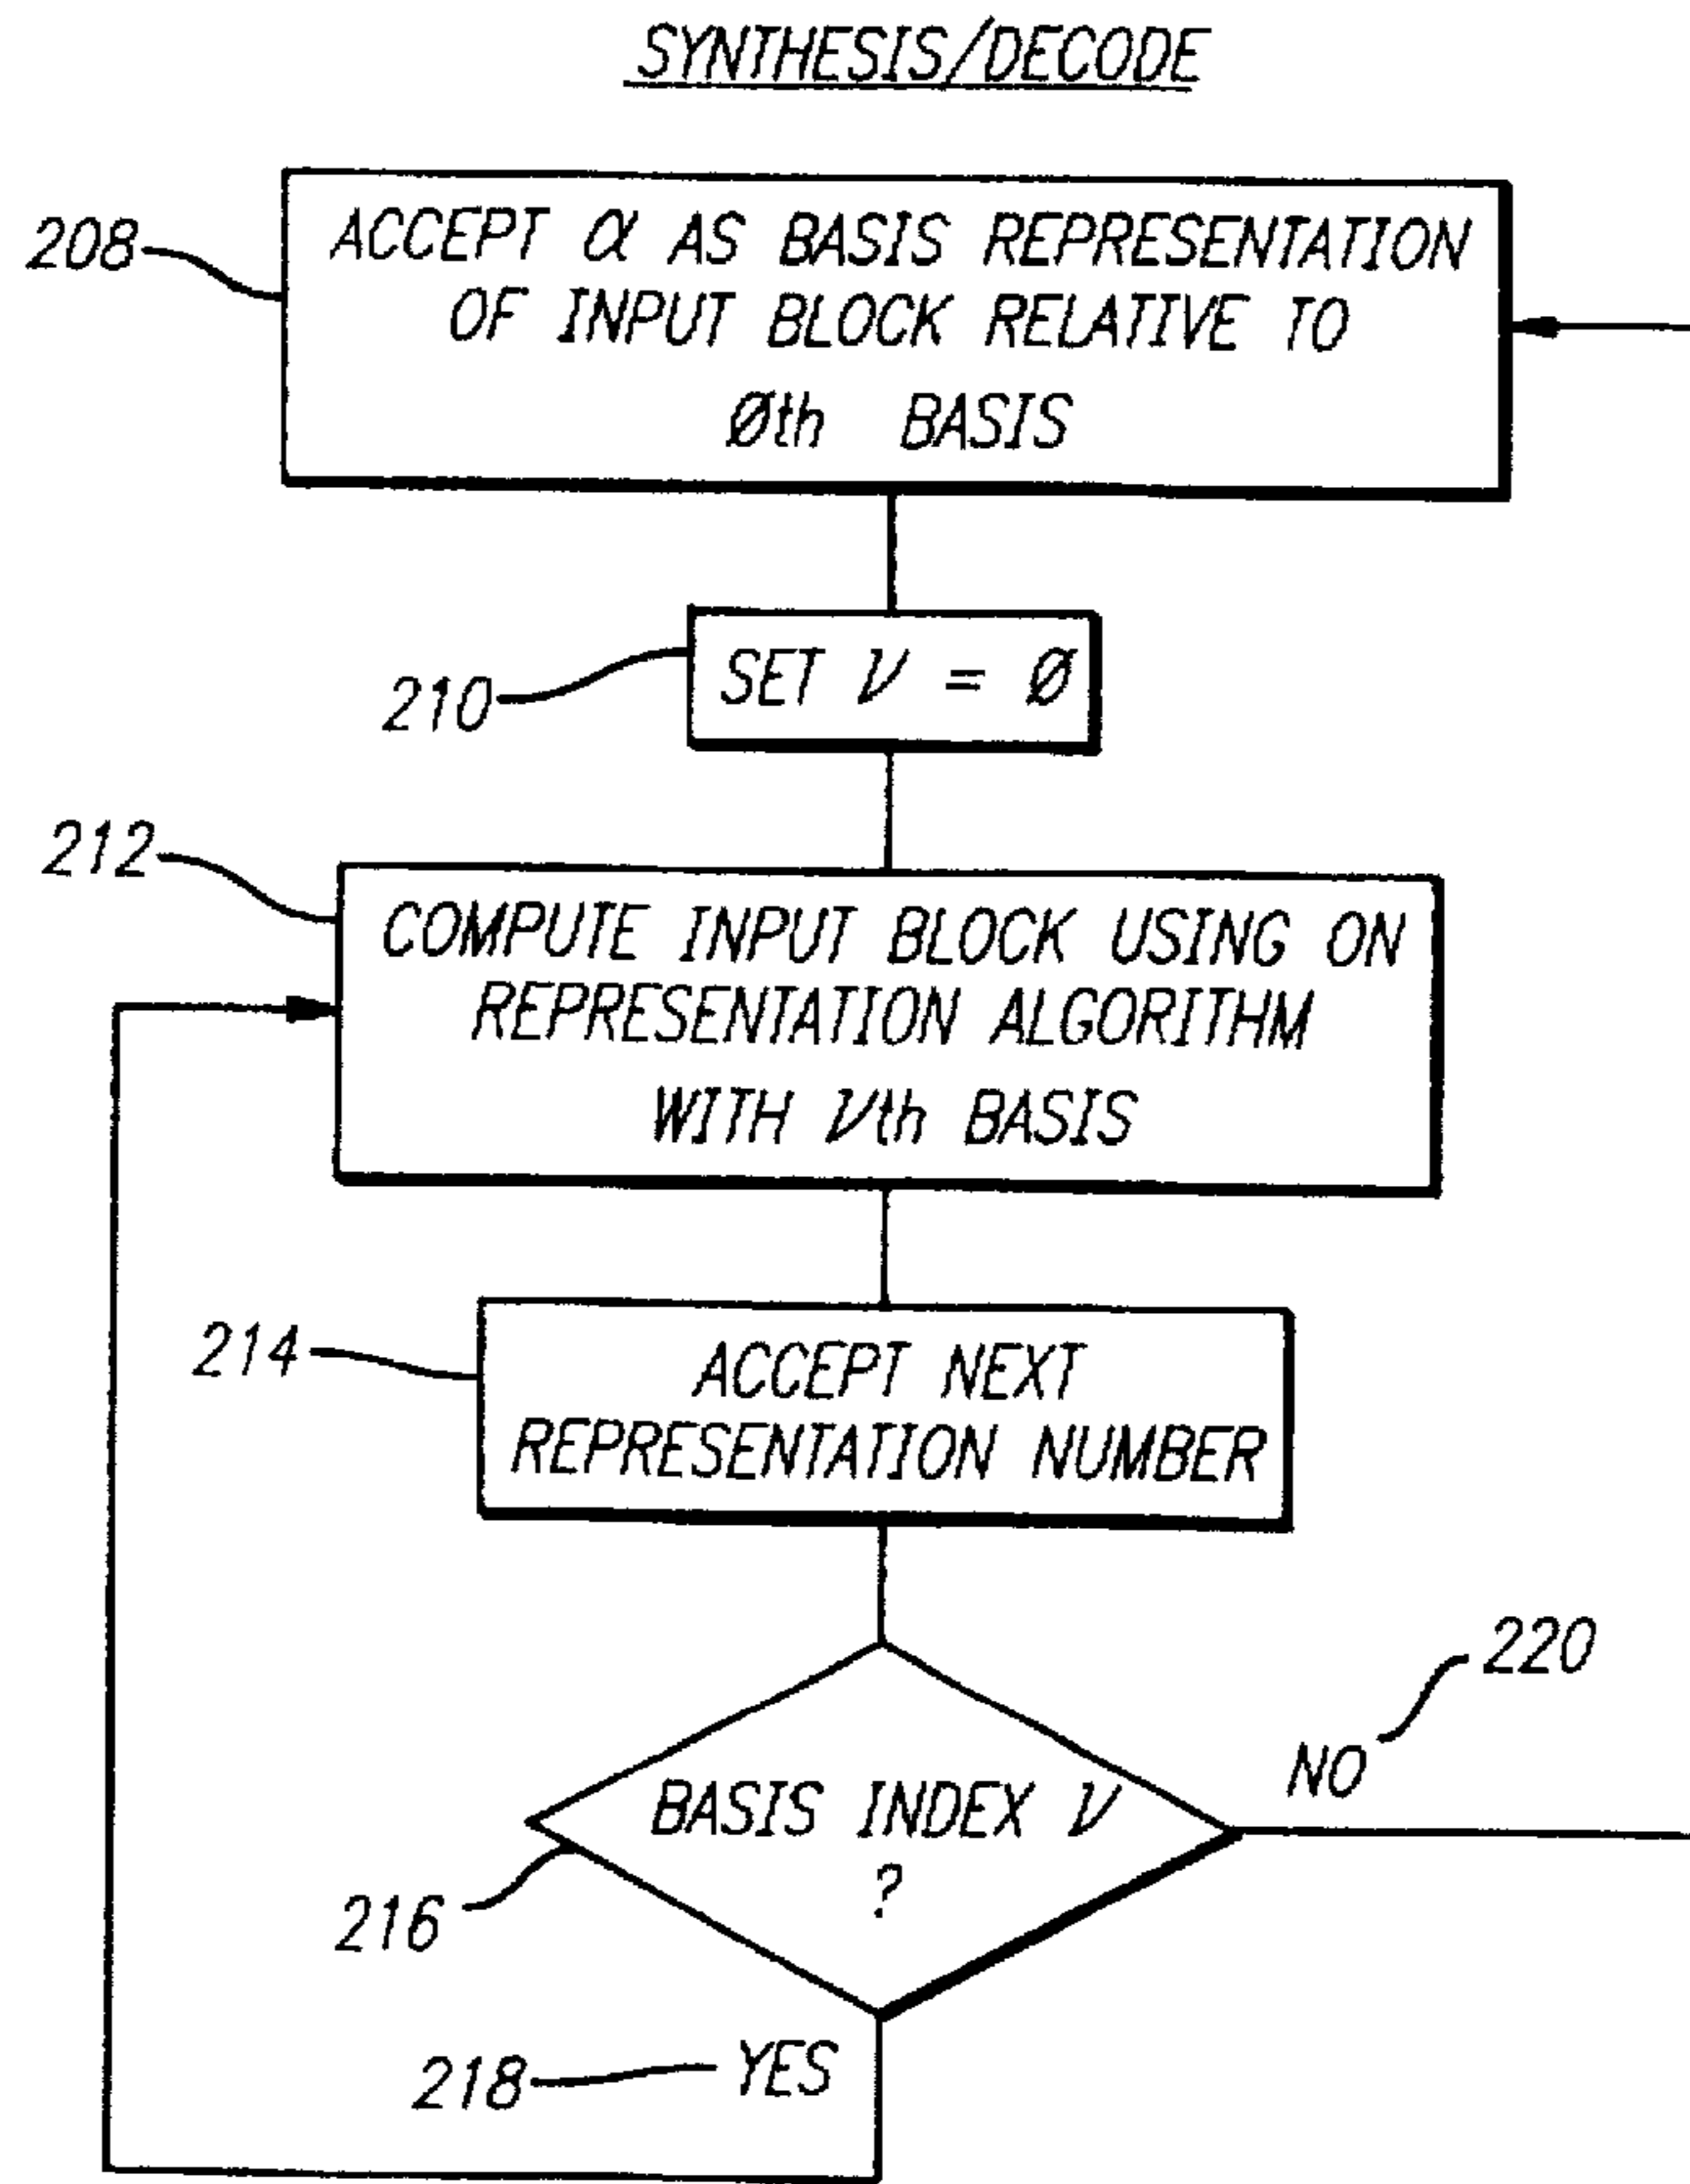 SYNTHESIS/DECODE
208
ACCEPT α AS BASIS REPRESENTATION
OF INPUT BLOCK RELATIVE TO
Øth BASIS
210
SET ν = Ø
212
COMPUTE INPUT BLOCK USING ON
REPRESENTATION ALGORITHM
WITH νth BASIS
214
ACCEPT NEXT
REPRESENTATION NUMBER
220
NO
BASIS INDEX ν
?
216
218
YES